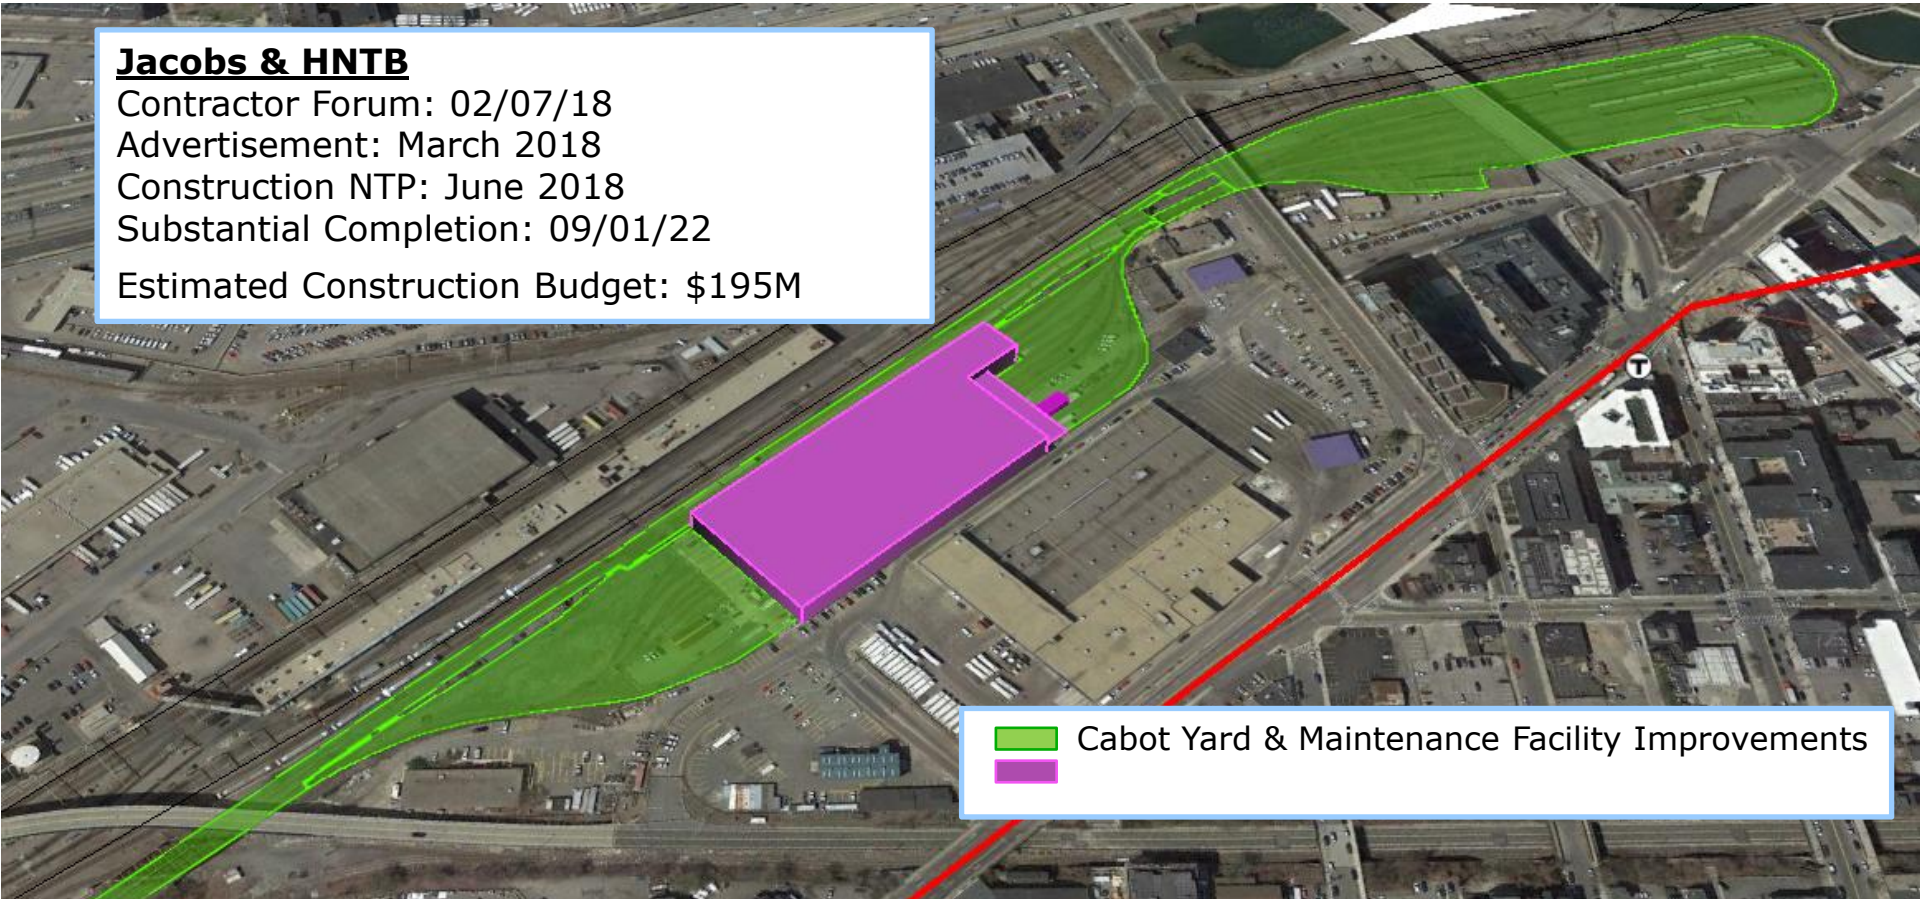 Jacobs & HNTB
Contractor Forum: 02/07/18
Advertisement: March 2018
Construction NTP: June 2018
Substantial Completion: 09/01/22
Estimated Construction Budget: $195M
T
Cabot Yard & Maintenance Facility Improvements